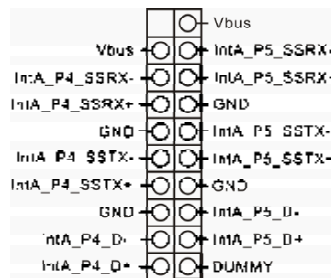 Vbus
Vbus IntA_P5_SSRX-
IntA_P4_SSRX- IntA_P5_SSRX+
IntA_P4_SSRX+ GND
GND IntA_P5_SSTX-
IntA_P4_SSTX- IntA_P5_SSTX+
IntA_P4_SSTX+ GND
GND IntA_P5_D-
IntA_P4_D- IntA_P5_D+
IntA_P4_D+ DUMMY